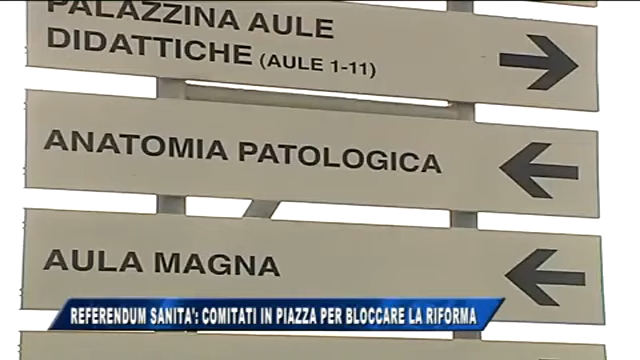 PALAZZINA AULE
DIDATTICHE (AULE 1-11)
ANATOMIA PATOLOGICA
AULA MAGNA
REFERENDUM SANITA': COMITATI IN PIAZZA PER BLOCCARE LA RIFORMA